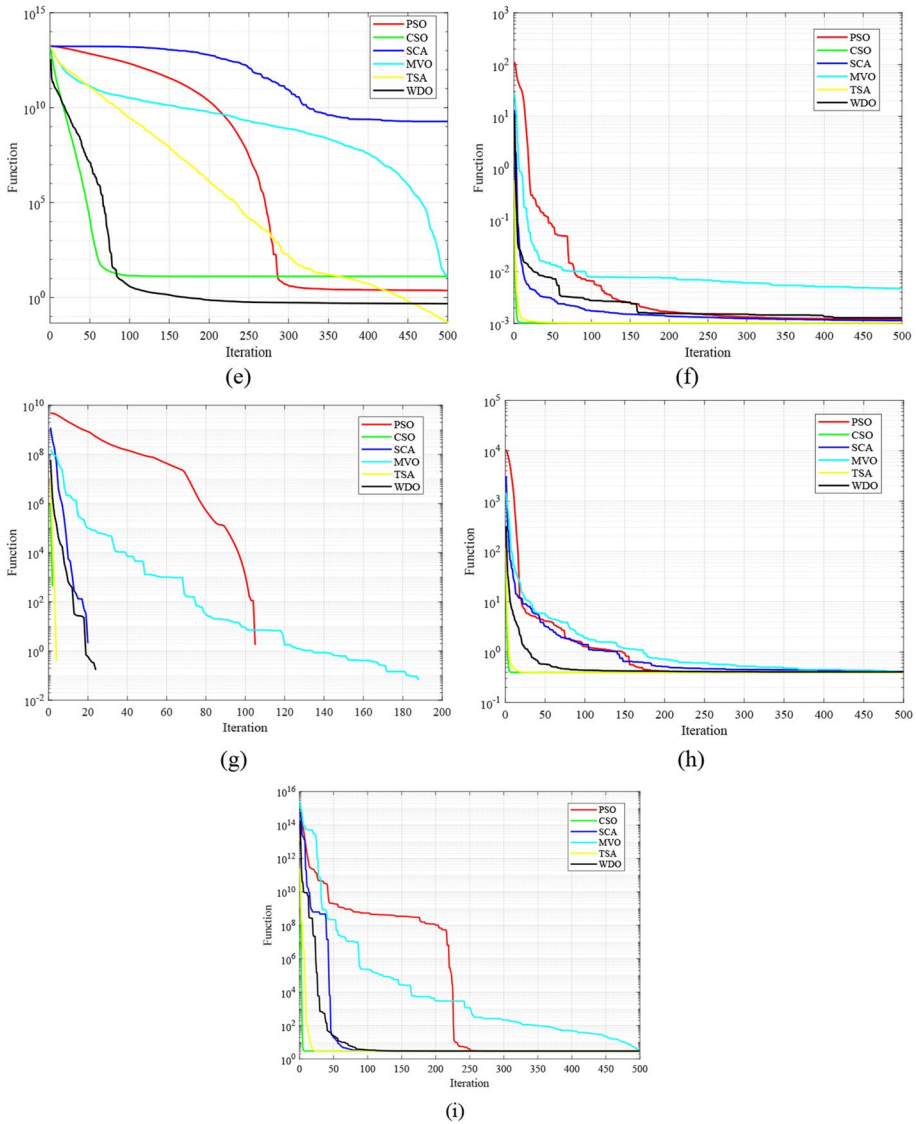 10^15
10^10
10^5
10^0
Function
PSO
CSO
SCA
MVO
TSA
WDO
0 50 100 150 200 250 300 350 400 450 500
Iteration
(e)
10^3
10^2
10^1
10^0
10^-1
10^-2
10^-3
Function
PSO
CSO
SCA
MVO
TSA
WDO
0 50 100 150 200 250 300 350 400 450 500
Iteration
(f)
10^10
10^8
10^6
10^4
10^2
10^0
10^-2
Function
PSO
CSO
SCA
MVO
TSA
WDO
0 20 40 60 80 100 120 140 160 180 200
Iteration
(g)
10^5
10^4
10^3
10^2
10^1
10^0
10^-1
Function
PSO
CSO
SCA
MVO
TSA
WDO
0 50 100 150 200 250 300 350 400 450 500
Iteration
(h)
10^16
10^14
10^12
10^10
10^8
10^6
10^4
10^2
10^0
Function
PSO
CSO
SCA
MVO
TSA
WDO
0 50 100 150 200 250 300 350 400 450 500
Iteration
(i)